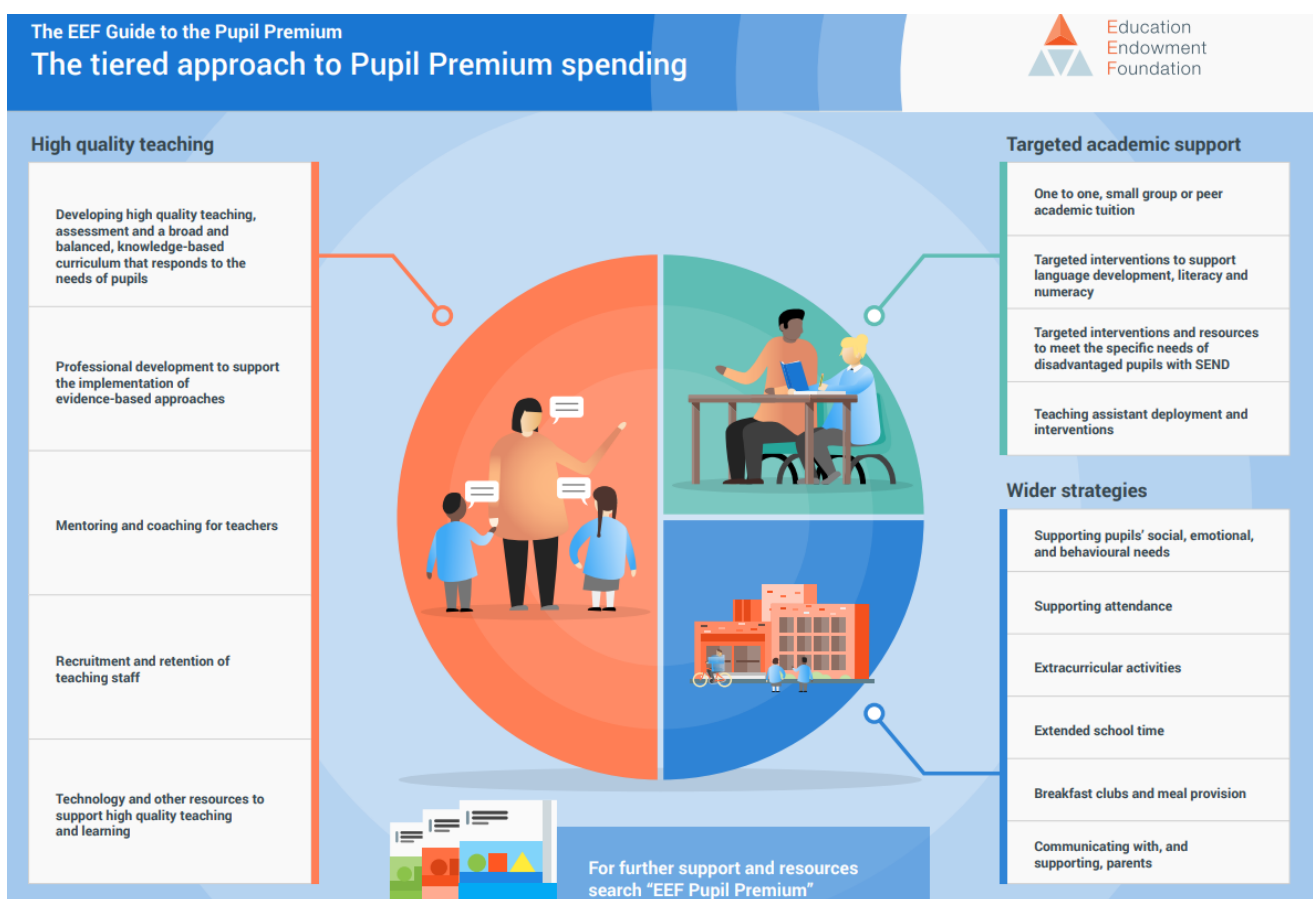 The EEF Guide to the Pupil Premium
The tiered approach to Pupil Premium spending
Education
Endowment
Foundation
High quality teaching
Developing high quality teaching,
assessment and a broad and
balanced, knowledge-based
curriculum that responds to the
needs of pupils
Professional development to support
the implementation of
evidence-based approaches
Mentoring and coaching for teachers
Recruitment and retention of
teaching staff
Technology and other resources to
support high quality teaching
and learning
Targeted academic support
One to one, small group or peer
academic tuition
Targeted interventions to support
language development, literacy and
numeracy
Targeted interventions and resources
to meet the specific needs of
disadvantaged pupils with SEND
Teaching assistant deployment and
interventions
Wider strategies
Supporting pupils’ social, emotional,
and behavioural needs
Supporting attendance
Extracurricular activities
Extended school time
Breakfast clubs and meal provision
Communicating with, and
supporting, parents
For further support and resources
search “EEF Pupil Premium”